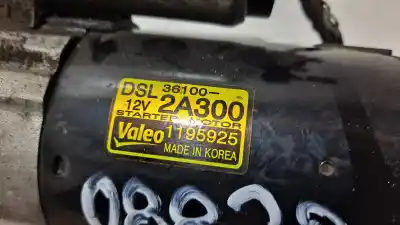 DSL 36100-
12V 2A300
STARTER MOTOR
Valeo 1195925
MADE IN KOREA